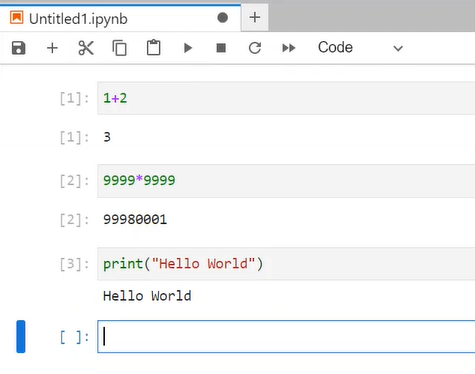 Untitled1.ipynb
Code
[1]: 1+2
[1]: 3
[2]: 9999*9999
[2]: 99980001
[3]: print("Hello World")
Hello World
[ ]: